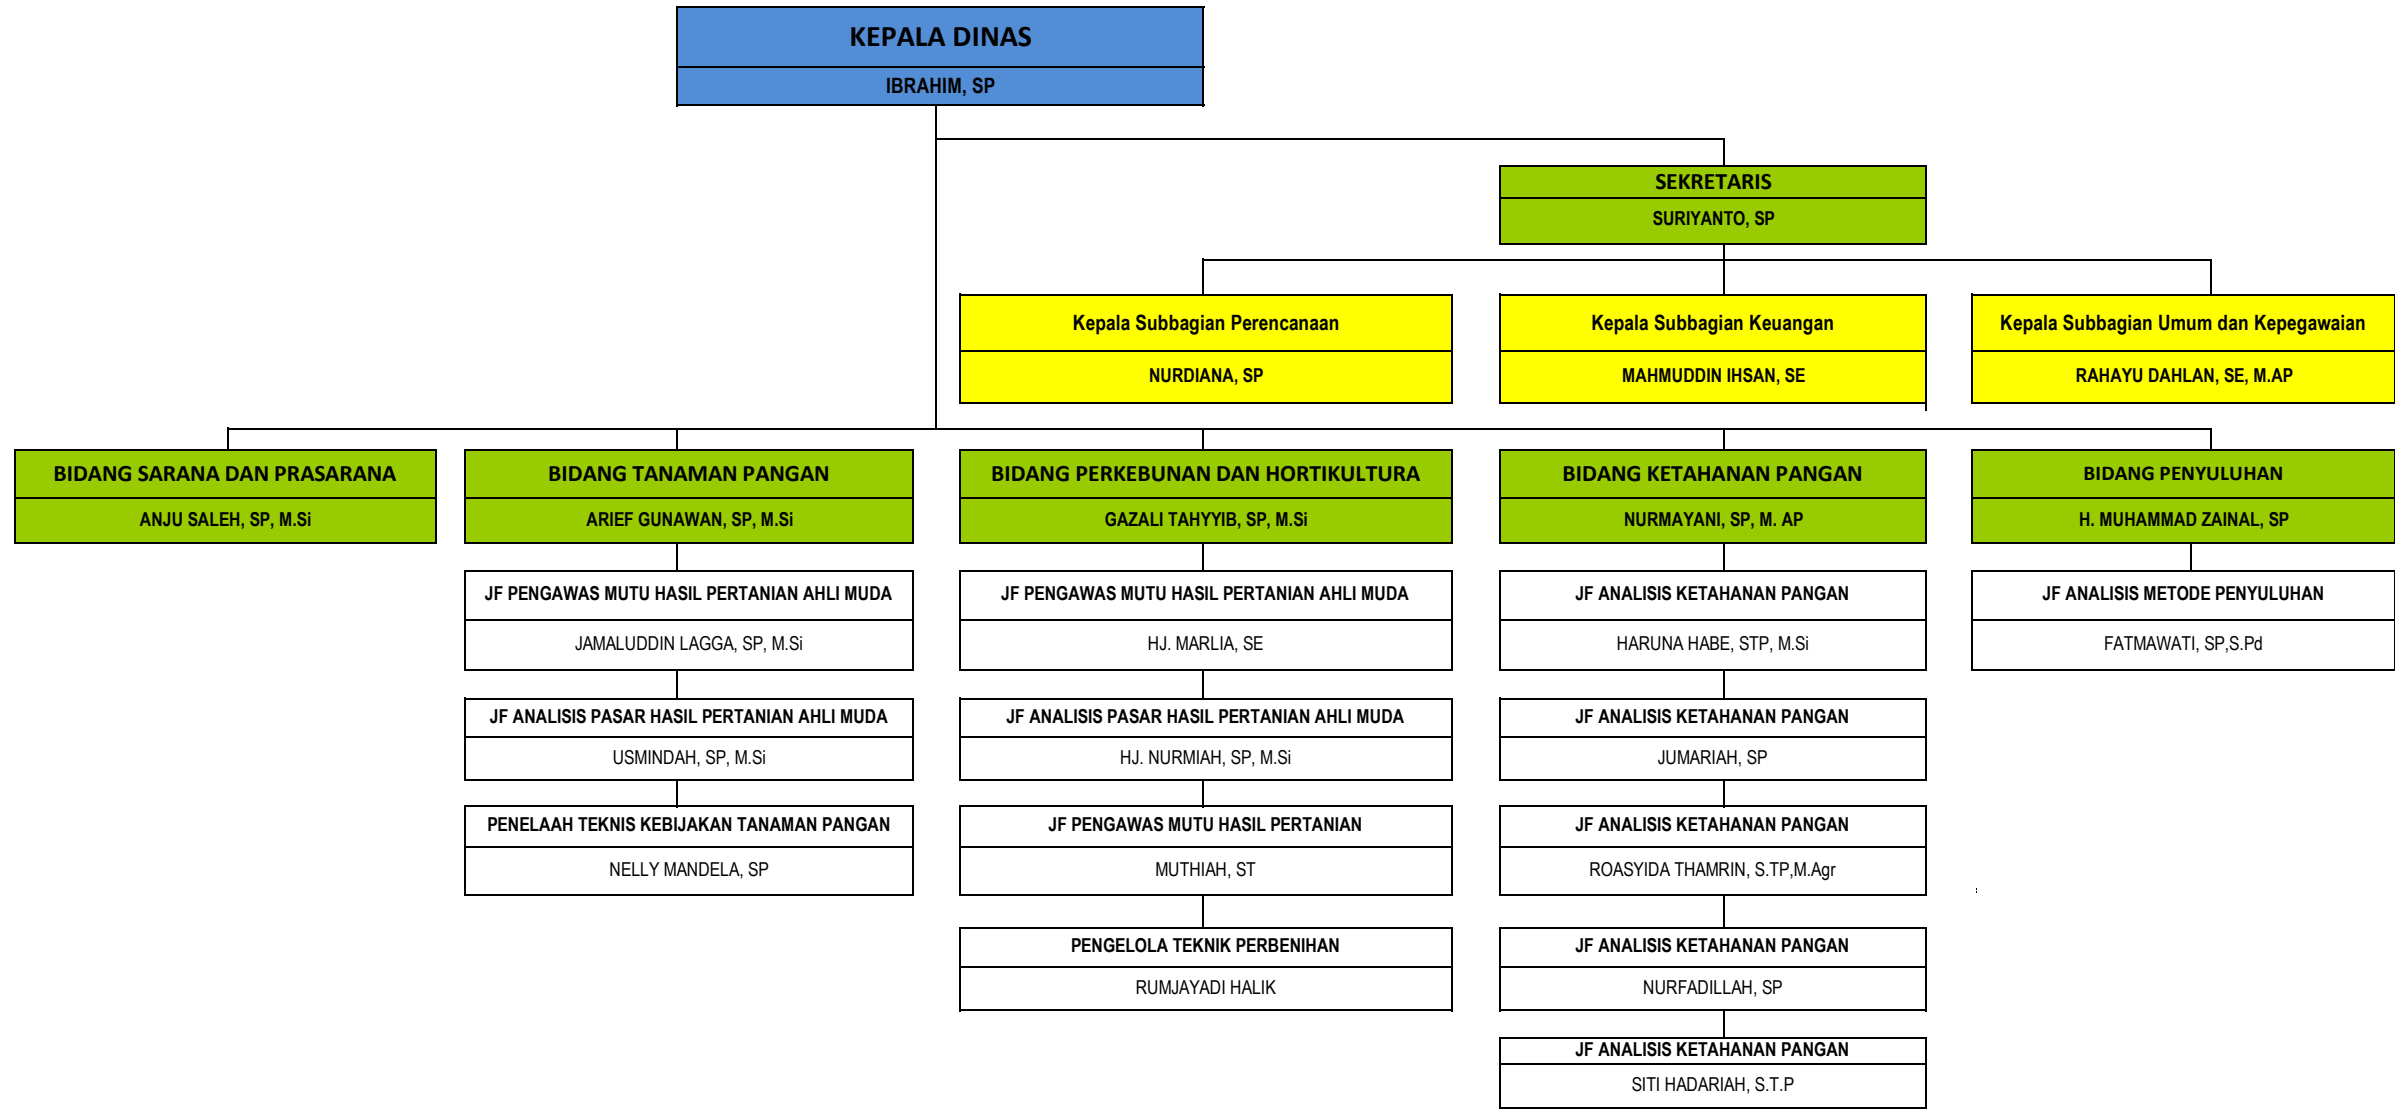 KEPALA DINAS
IBRAHIM, SP
SEKRETARIS
SURIYANTO, SP
Kepala Subbagian Perencanaan
NURDIANA, SP
Kepala Subbagian Keuangan
MAHMUDDIN IHSAN, SE
Kepala Subbagian Umum dan Kepegawaian
RAHAYU DAHLAN, SE, M.AP
BIDANG SARANA DAN PRASARANA
ANJU SALEH, SP, M.Si
BIDANG TANAMAN PANGAN
ARIEF GUNAWAN, SP, M.Si
JF PENGAWAS MUTU HASIL PERTANIAN AHLI MUDA
JAMALUDDIN LAGGA, SP, M.Si
JF ANALISIS PASAR HASIL PERTANIAN AHLI MUDA
USMINDAH, SP, M.Si
PENELAAH TEKNIS KEBIJAKAN TANAMAN PANGAN
NELLY MANDELA, SP
BIDANG PERKEBUNAN DAN HORTIKULTURA
GAZALI TAHYYIB, SP, M.Si
JF PENGAWAS MUTU HASIL PERTANIAN AHLI MUDA
HJ. MARLIA, SE
JF ANALISIS PASAR HASIL PERTANIAN AHLI MUDA
HJ. NURMIAH, SP, M.Si
JF PENGAWAS MUTU HASIL PERTANIAN
MUTHIAH, ST
PENGELOLA TEKNIK PERBENIHAN
RUMJAYADI HALIK
BIDANG KETAHANAN PANGAN
NURMAYANI, SP, M. AP
JF ANALISIS KETAHANAN PANGAN
HARUNA HABE, STP, M.Si
JF ANALISIS KETAHANAN PANGAN
JUMARIAH, SP
JF ANALISIS KETAHANAN PANGAN
ROASYIDA THAMRIN, S.TP,M.Agr
JF ANALISIS KETAHANAN PANGAN
NURFADILLAH, SP
JF ANALISIS KETAHANAN PANGAN
SITI HADARIAH, S.T.P
BIDANG PENYULUHAN
H. MUHAMMAD ZAINAL, SP
JF ANALISIS METODE PENYULUHAN
FATMAWATI, SP,S.Pd